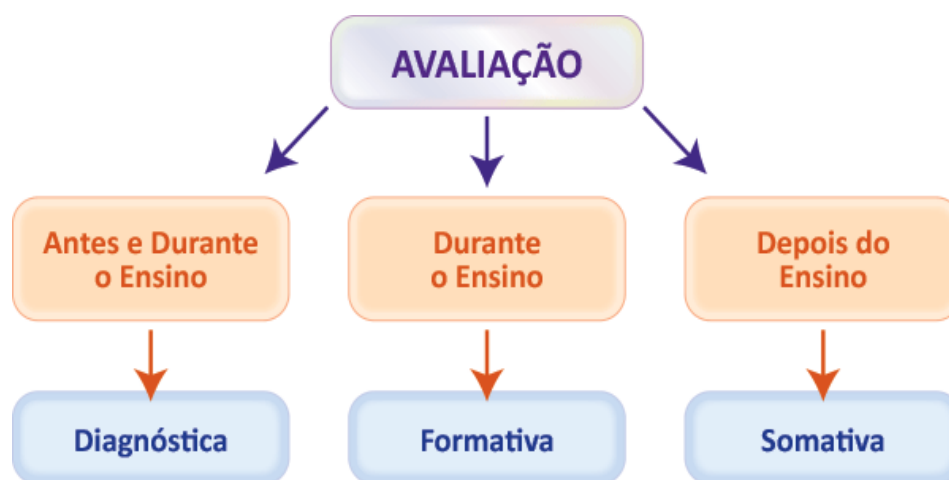 AVALIAÇÃO
Antes e Durante
o Ensino
Durante
o Ensino
Depois do
Ensino
Diagnóstica
Formativa
Somativa